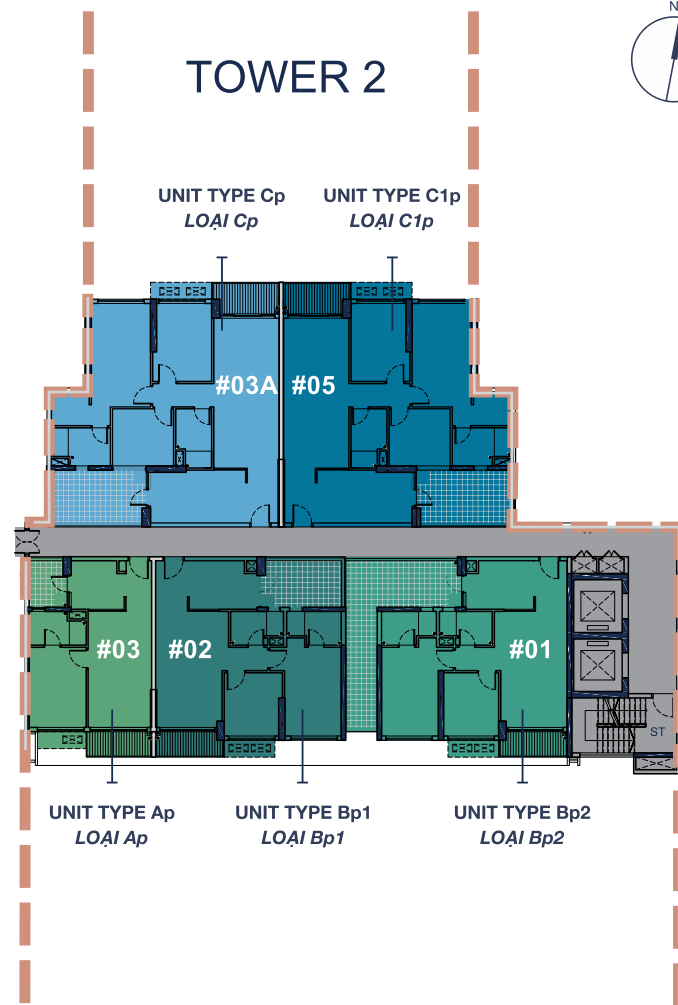 N
TOWER 2
UNIT TYPE Cp
LOẠI Cp
UNIT TYPE C1p
LOẠI C1p
#03A
#05
#03
#02
#01
ST
UNIT TYPE Ap
LOẠI Ap
UNIT TYPE Bp1
LOẠI Bp1
UNIT TYPE Bp2
LOẠI Bp2